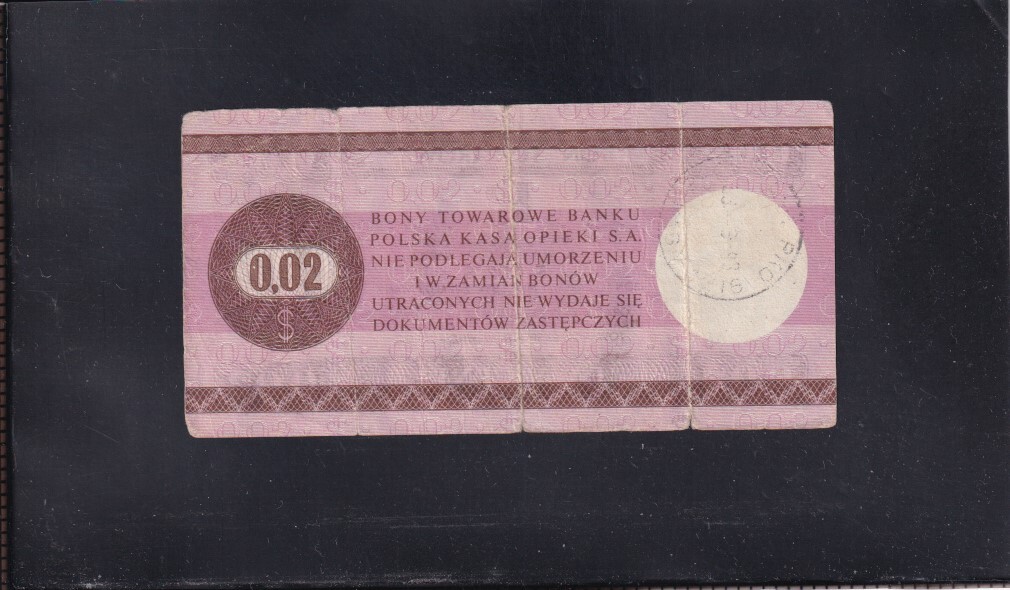 0,02
$
BONY TOWAROWE BANKU
POLSKA KASA OPIEKI S.A.
NIE PODLEGAJĄ UMORZENIU
I W ZAMIAN BONÓW
UTRACONYCH NIE WYDAJE SIĘ
DOKUMENTÓW ZASTĘPCZYCH
PKO